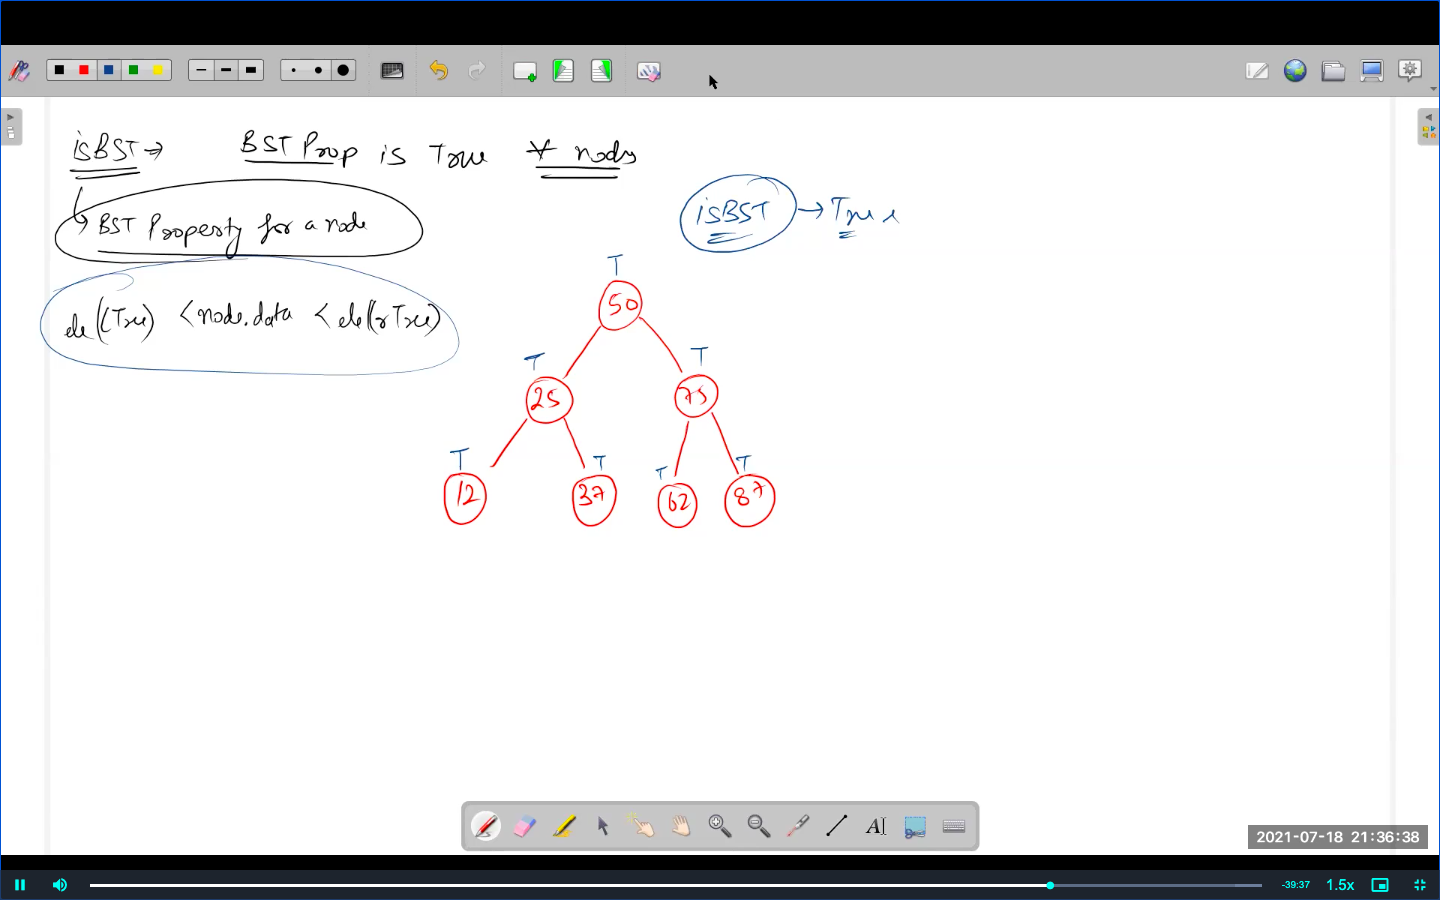 isBST → BST Prop is True ∀ nodes
→ BST Property for a node
isBST → True
ele(lTree) < node.data < ele(rTree)
T
50
T T
25 75
T T T T
12 37 62 87
AI
2021-07-18 21:36:38
-39:37 1.5x